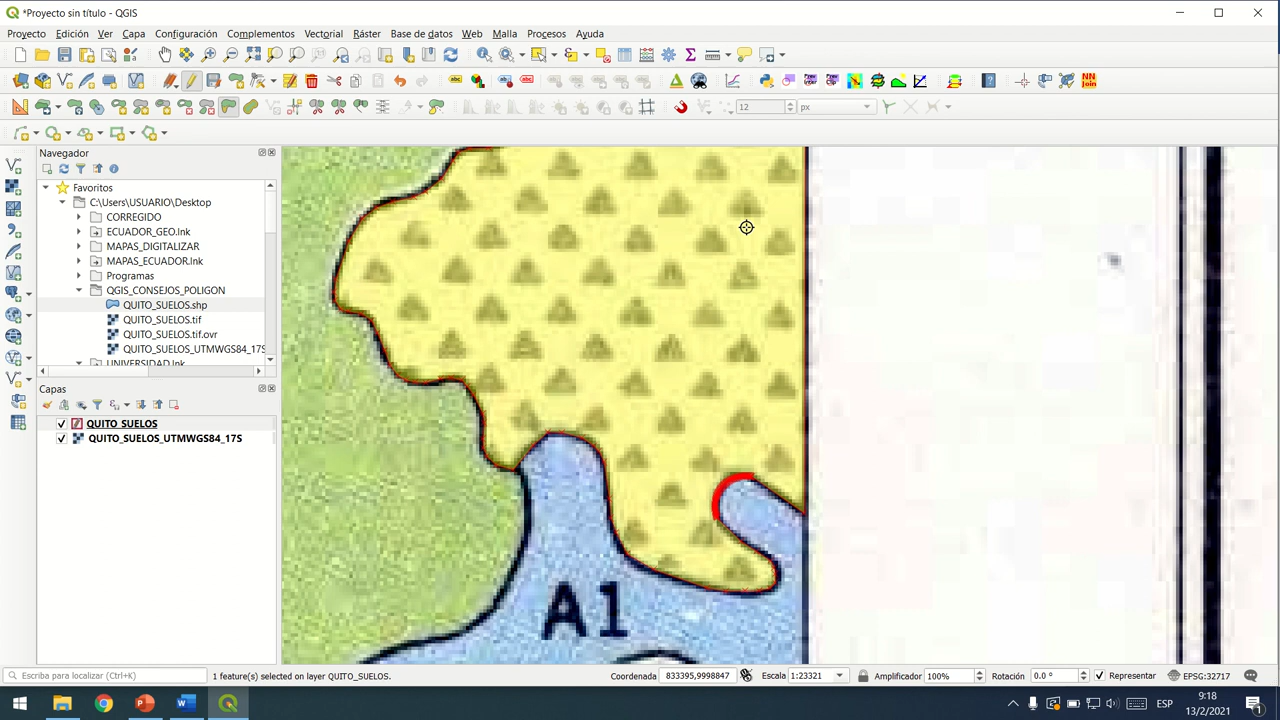 *Proyecto sin título - QGIS
Proyecto Edición Ver Capa Configuración Complementos Vectorial Ráster Base de datos Web Malla Procesos Ayuda
12 px
Navegador
Favoritos
C:\Users\USUARIO\Desktop
CORREGIDO
ECUADOR_GEO.lnk
MAPAS_DIGITALIZAR
MAPAS_ECUADOR.lnk
Programas
QGIS_CONSEJOS_POLIGON
QUITO_SUELOS.shp
QUITO_SUELOS.tif
QUITO_SUELOS.tif.ovr
QUITO_SUELOS_UTMWGS84_17S
UNIVERSIDAD.lnk
Capas
QUITO_SUELOS
QUITO_SUELOS_UTMWGS84_17S
A1
Escriba para localizar (Ctrl+K) 1 feature(s) selected on layer QUITO_SUELOS. Coordenada 833395,9998847 Escala 1:23321 Amplificador 100% Rotación 0.0 ° Representar EPSG:32717
ESP 9:18
13/2/2021 1